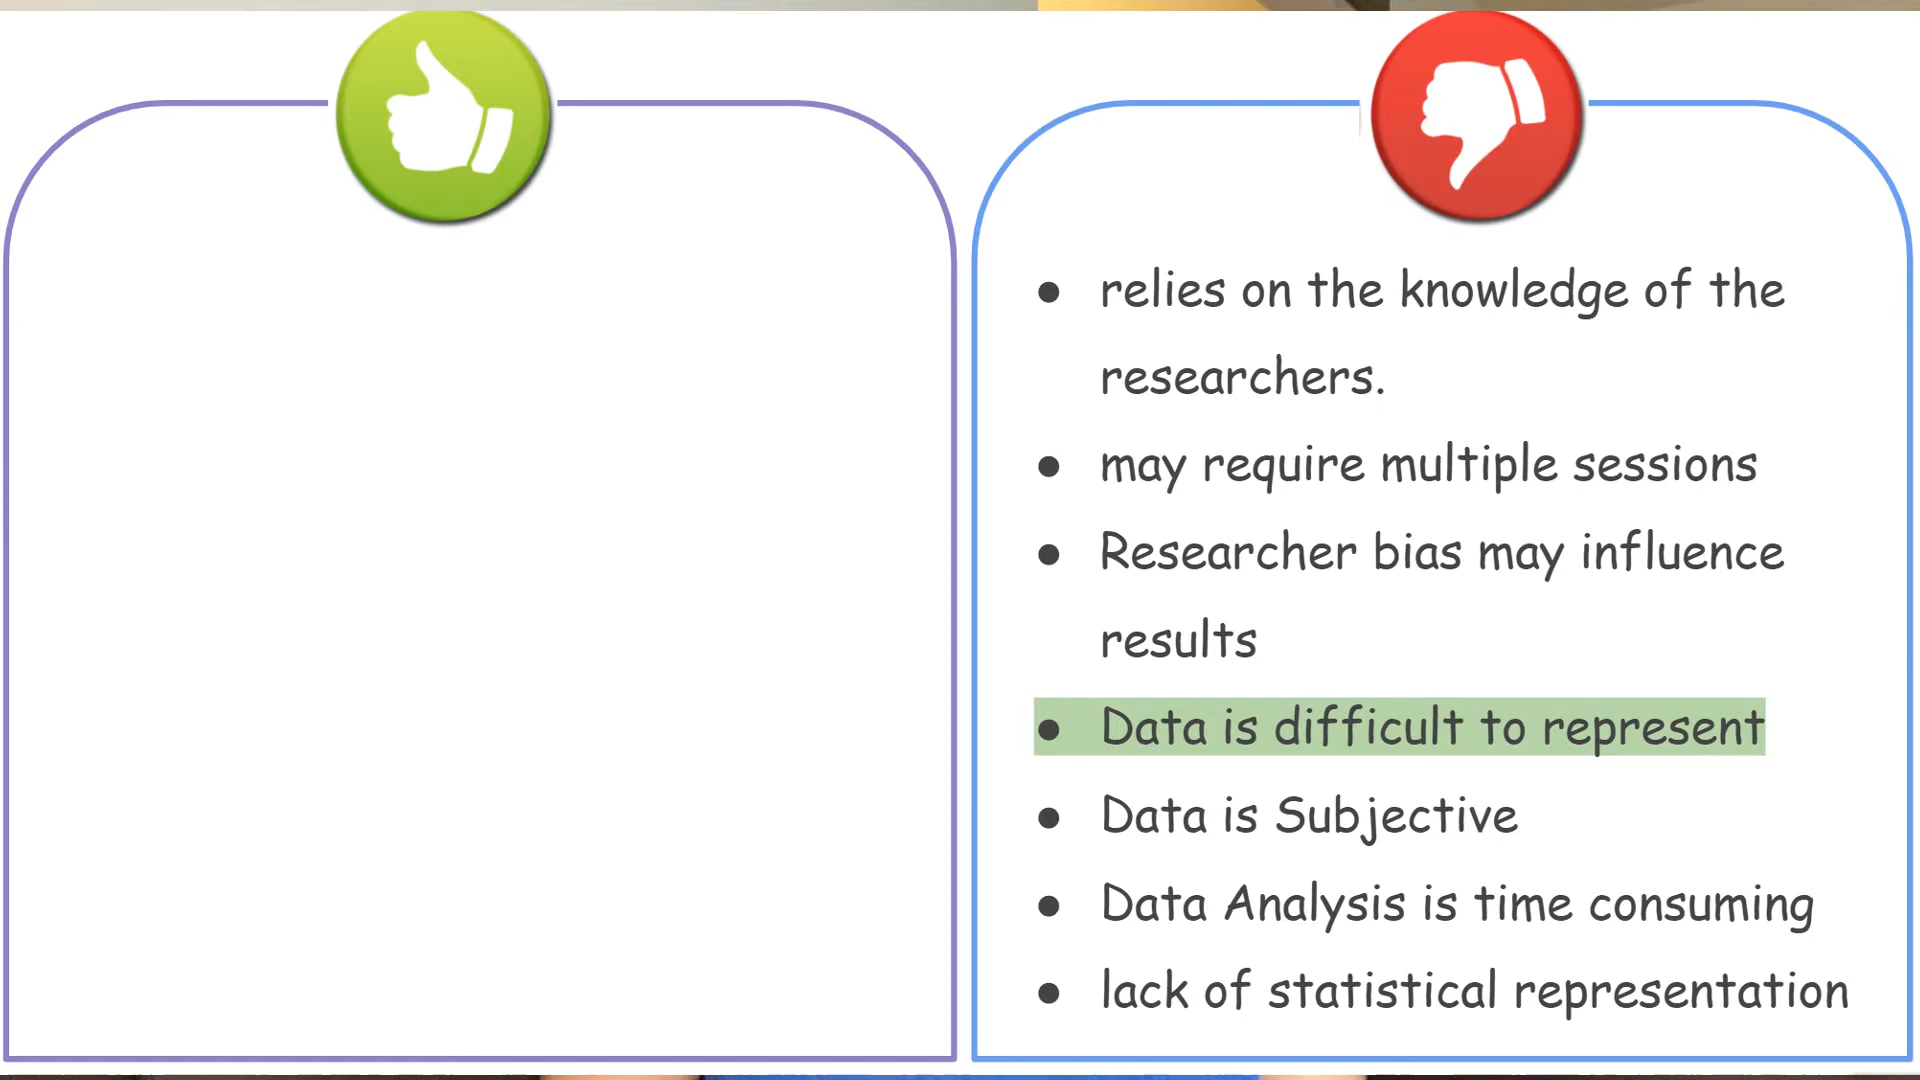 ● relies on the knowledge of the
researchers.
● may require multiple sessions
● Researcher bias may influence
results
● Data is difficult to represent
● Data is Subjective
● Data Analysis is time consuming
● lack of statistical representation